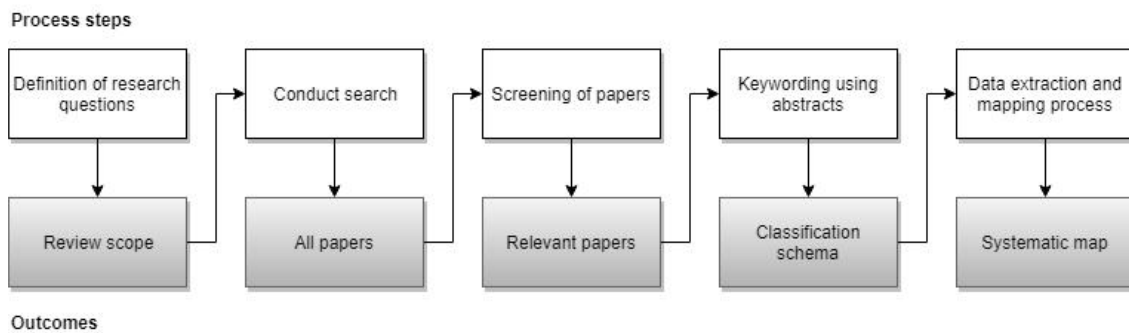 Process steps
Definition of research
questions
Conduct search
Screening of papers
Keywording using
abstracts
Data extraction and
mapping process
Review scope
All papers
Relevant papers
Classification
schema
Systematic map
Outcomes